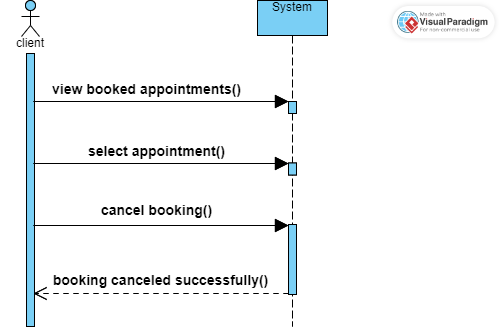 System
Made with
Visual Paradigm
For non-commercial use
client
view booked appointments()
select appointment()
cancel booking()
booking canceled successfully()